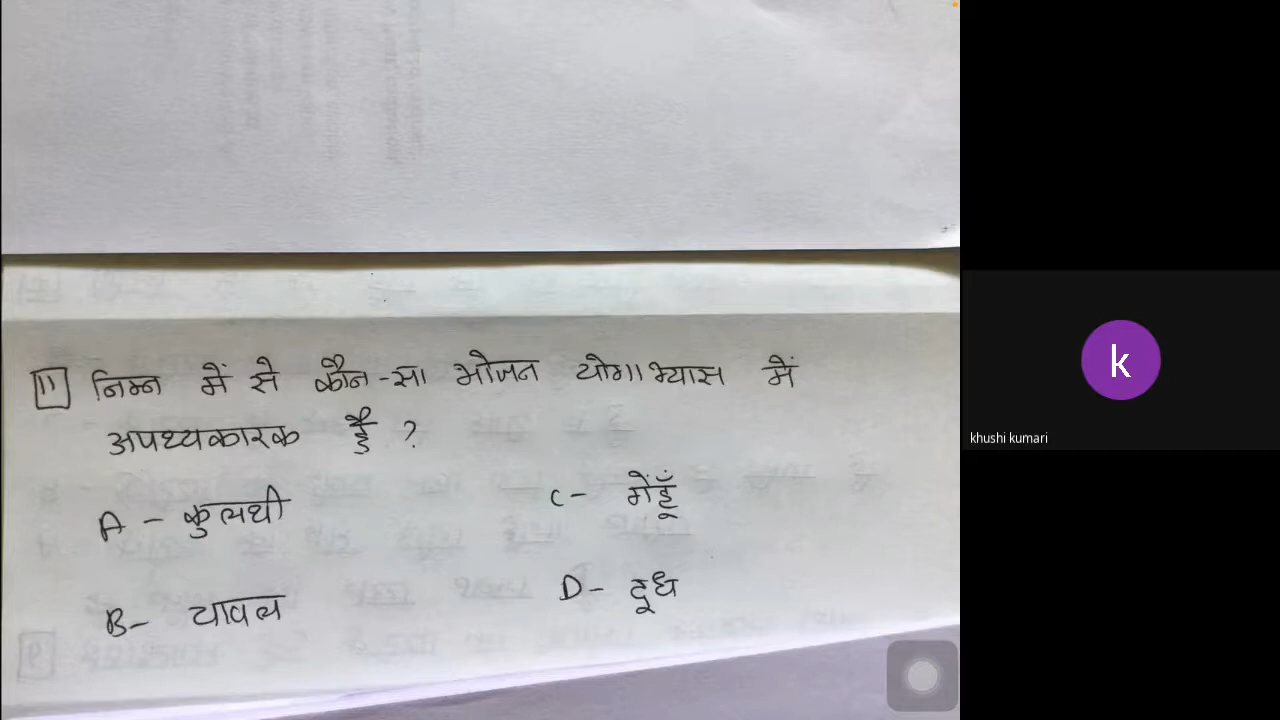 11 निम्न में से कौन-सा भोजन योगाभ्यास में
अपथ्यकारक है ?
A - कुलथी
B- चावल
C- गेहूँ
D- दूध
k
khushi kumari